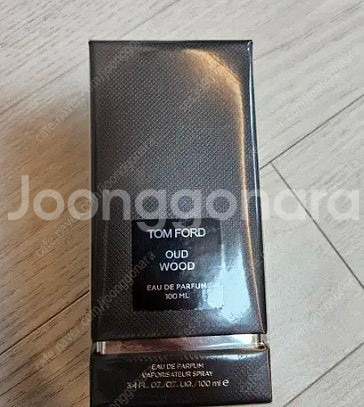 Joonggonara
TOM FORD
OUD
WOOD
EAU DE PARFUM
100 ML
EAU DE PARFUM
VAPORISATEUR SPRAY
3.4 FL. OZ./OZ. LIQ./100 ml e